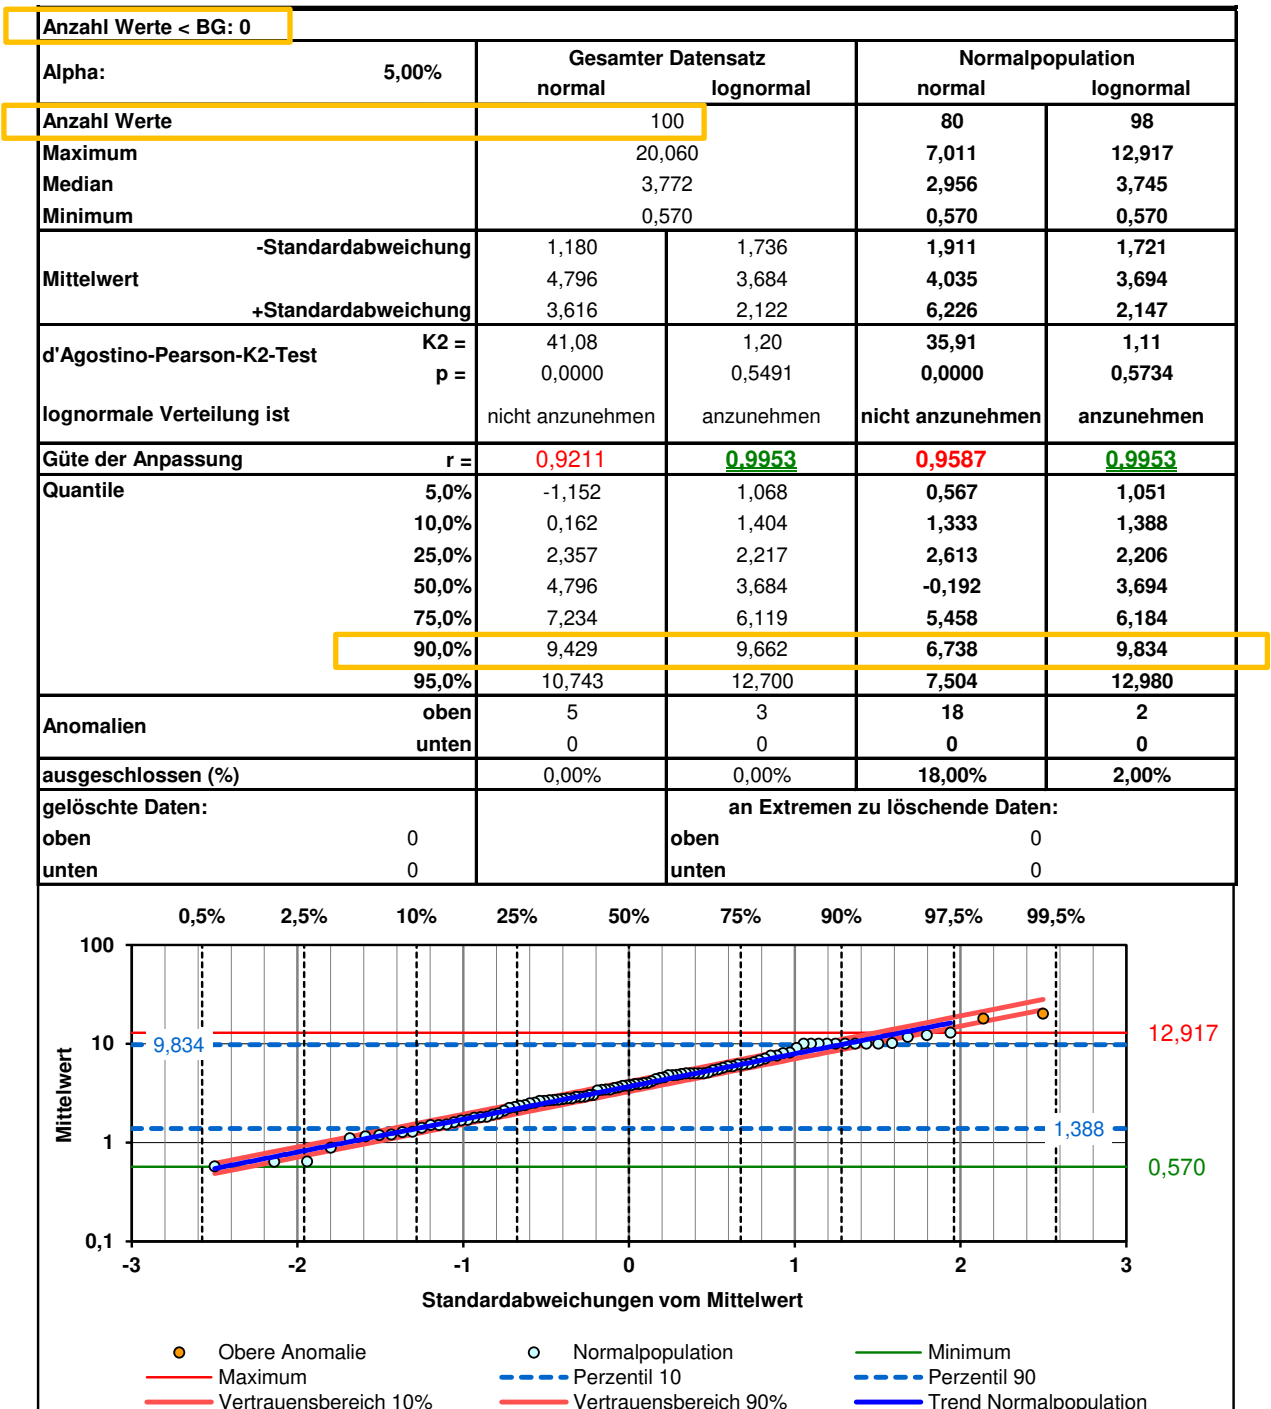 Anzahl Werte < BG: 0
Alpha: 5,00% Gesamter Datensatz Normalpopulation
normal lognormal normal lognormal
Anzahl Werte 100 80 98
Maximum 20,060 7,011 12,917
Median 3,772 2,956 3,745
Minimum 0,570 0,570 0,570
-Standardabweichung 1,180 1,736 1,911 1,721
Mittelwert 4,796 3,684 4,035 3,694
+Standardabweichung 3,616 2,122 6,226 2,147
d'Agostino-Pearson-K2-Test K2 = 41,08 1,20 35,91 1,11
p = 0,0000 0,5491 0,0000 0,5734
lognormale Verteilung ist nicht anzunehmen anzunehmen nicht anzunehmen anzunehmen
Güte der Anpassung r = 0,9211 0,9953 0,9587 0,9953
Quantile 5,0% -1,152 1,068 0,567 1,051
10,0% 0,162 1,404 1,333 1,388
25,0% 2,357 2,217 2,613 2,206
50,0% 4,796 3,684 -0,192 3,694
75,0% 7,234 6,119 5,458 6,184
90,0% 9,429 9,662 6,738 9,834
95,0% 10,743 12,700 7,504 12,980
Anomalien oben 5 3 18 2
unten 0 0 0 0
ausgeschlossen (%) 0,00% 0,00% 18,00% 2,00%
gelöschte Daten: an Extremen zu löschende Daten:
oben 0 oben 0
unten 0 unten 0
0,5% 2,5% 10% 25% 50% 75% 90% 97,5% 99,5%
100
12,917
10 9,834
Mittelwert
1,388
1
0,570
0,1
-3 -2 -1 0 1 2 3
Standardabweichungen vom Mittelwert
Obere Anomalie Normalpopulation Minimum
Maximum Perzentil 10 Perzentil 90
Vertrauensbereich 10% Vertrauensbereich 90% Trend Normalpopulation